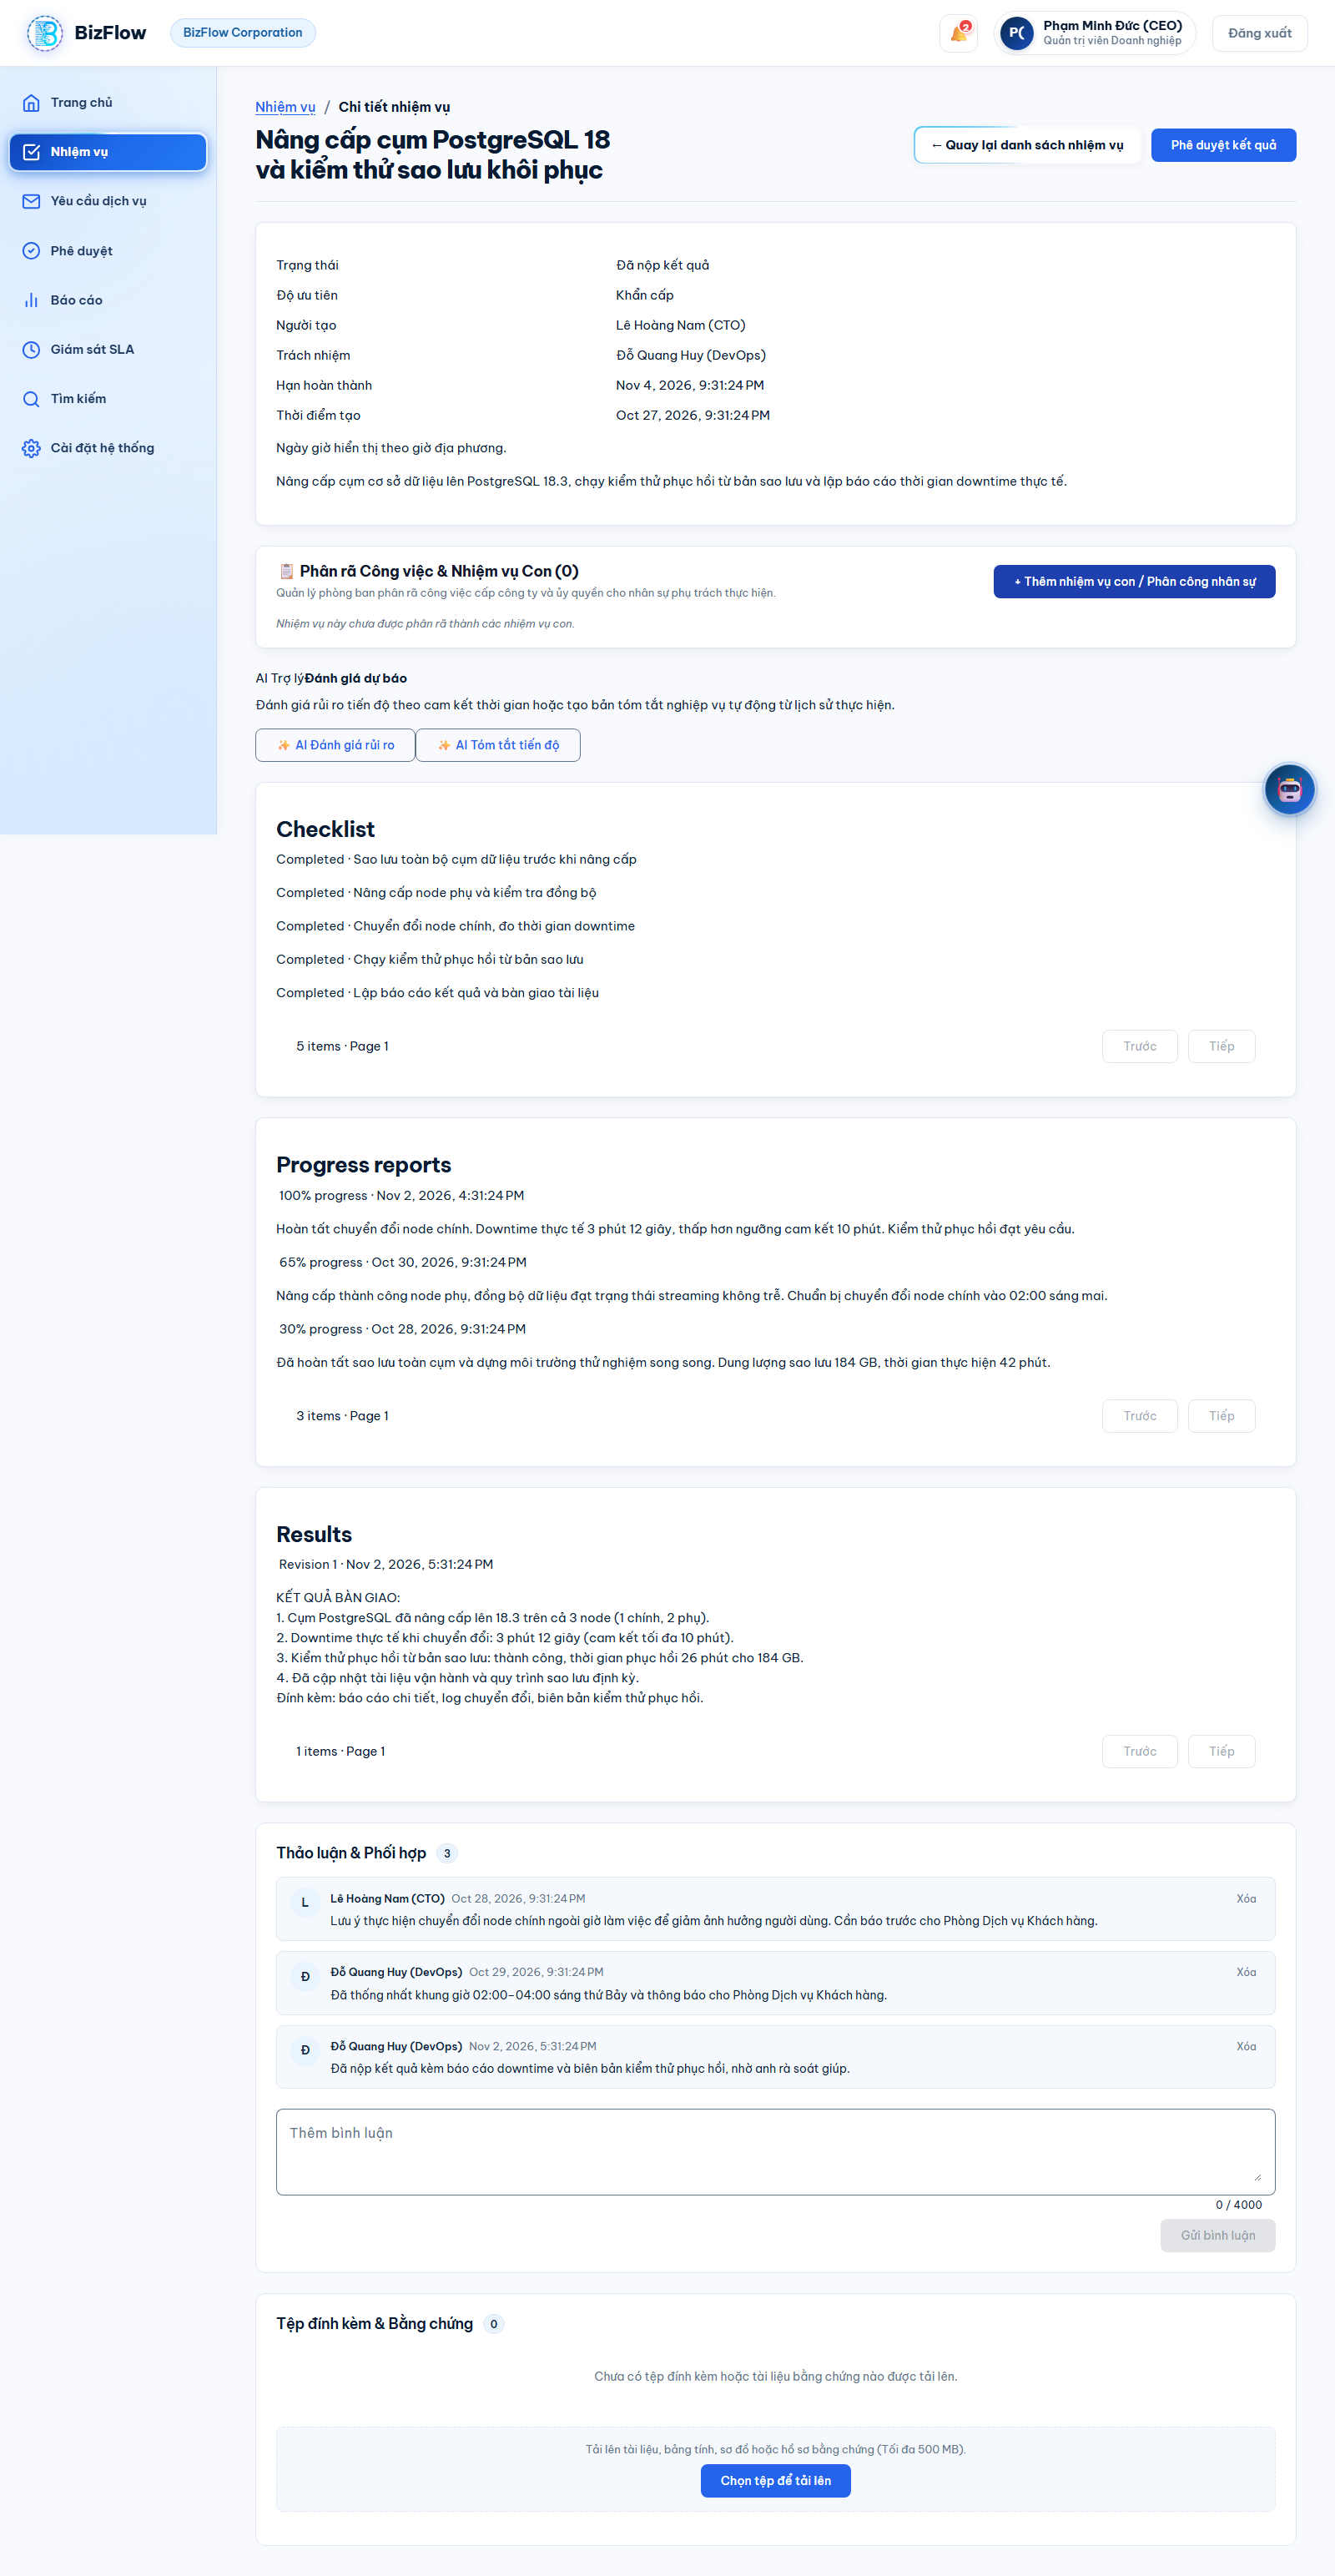 BizFlow
BizFlow Corporation
2
P(
Phạm Minh Đức (CEO)
Quản trị viên Doanh nghiệp
Đăng xuất
Trang chủ
Nhiệm vụ
Yêu cầu dịch vụ
Phê duyệt
Báo cáo
Giám sát SLA
Tìm kiếm
Cài đặt hệ thống
Nhiệm vụ / Chi tiết nhiệm vụ
Nâng cấp cụm PostgreSQL 18
và kiểm thử sao lưu khôi phục
← Quay lại danh sách nhiệm vụ
Phê duyệt kết quả
Trạng thái Đã nộp kết quả
Độ ưu tiên Khẩn cấp
Người tạo Lê Hoàng Nam (CTO)
Trách nhiệm Đỗ Quang Huy (DevOps)
Hạn hoàn thành Nov 4, 2026, 9:31:24 PM
Thời điểm tạo Oct 27, 2026, 9:31:24 PM
Ngày giờ hiển thị theo giờ địa phương.
Nâng cấp cụm cơ sở dữ liệu lên PostgreSQL 18.3, chạy kiểm thử phục hồi từ bản sao lưu và lập báo cáo thời gian downtime thực tế.
📋 Phân rã Công việc & Nhiệm vụ Con (0)
Quản lý phòng ban phân rã công việc cấp công ty và ủy quyền cho nhân sự phụ trách thực hiện.
+ Thêm nhiệm vụ con / Phân công nhân sự
Nhiệm vụ này chưa được phân rã thành các nhiệm vụ con.
AI Trợ lýĐánh giá dự báo
Đánh giá rủi ro tiến độ theo cam kết thời gian hoặc tạo bản tóm tắt nghiệp vụ tự động từ lịch sử thực hiện.
✨ AI Đánh giá rủi ro
✨ AI Tóm tắt tiến độ
Checklist
Completed · Sao lưu toàn bộ cụm dữ liệu trước khi nâng cấp
Completed · Nâng cấp node phụ và kiểm tra đồng bộ
Completed · Chuyển đổi node chính, đo thời gian downtime
Completed · Chạy kiểm thử phục hồi từ bản sao lưu
Completed · Lập báo cáo kết quả và bàn giao tài liệu
5 items · Page 1
Trước
Tiếp
Progress reports
100% progress · Nov 2, 2026, 4:31:24 PM
Hoàn tất chuyển đổi node chính. Downtime thực tế 3 phút 12 giây, thấp hơn ngưỡng cam kết 10 phút. Kiểm thử phục hồi đạt yêu cầu.
65% progress · Oct 30, 2026, 9:31:24 PM
Nâng cấp thành công node phụ, đồng bộ dữ liệu đạt trạng thái streaming không trễ. Chuẩn bị chuyển đổi node chính vào 02:00 sáng mai.
30% progress · Oct 28, 2026, 9:31:24 PM
Đã hoàn tất sao lưu toàn cụm và dựng môi trường thử nghiệm song song. Dung lượng sao lưu 184 GB, thời gian thực hiện 42 phút.
3 items · Page 1
Trước
Tiếp
Results
Revision 1 · Nov 2, 2026, 5:31:24 PM
KẾT QUẢ BÀN GIAO:
1. Cụm PostgreSQL đã nâng cấp lên 18.3 trên cả 3 node (1 chính, 2 phụ).
2. Downtime thực tế khi chuyển đổi: 3 phút 12 giây (cam kết tối đa 10 phút).
3. Kiểm thử phục hồi từ bản sao lưu: thành công, thời gian phục hồi 26 phút cho 184 GB.
4. Đã cập nhật tài liệu vận hành và quy trình sao lưu định kỳ.
Đính kèm: báo cáo chi tiết, log chuyển đổi, biên bản kiểm thử phục hồi.
1 items · Page 1
Trước
Tiếp
Thảo luận & Phối hợp 3
L
Lê Hoàng Nam (CTO) Oct 28, 2026, 9:31:24 PM
Xóa
Lưu ý thực hiện chuyển đổi node chính ngoài giờ làm việc để giảm ảnh hưởng người dùng. Cần báo trước cho Phòng Dịch vụ Khách hàng.
Đ
Đỗ Quang Huy (DevOps) Oct 29, 2026, 9:31:24 PM
Xóa
Đã thống nhất khung giờ 02:00–04:00 sáng thứ Bảy và thông báo cho Phòng Dịch vụ Khách hàng.
Đ
Đỗ Quang Huy (DevOps) Nov 2, 2026, 5:31:24 PM
Xóa
Đã nộp kết quả kèm báo cáo downtime và biên bản kiểm thử phục hồi, nhờ anh rà soát giúp.
Thêm bình luận
0 / 4000
Gửi bình luận
Tệp đính kèm & Bằng chứng 0
Chưa có tệp đính kèm hoặc tài liệu bằng chứng nào được tải lên.
Tải lên tài liệu, bảng tính, sơ đồ hoặc hồ sơ bằng chứng (Tối đa 500 MB).
Chọn tệp để tải lên